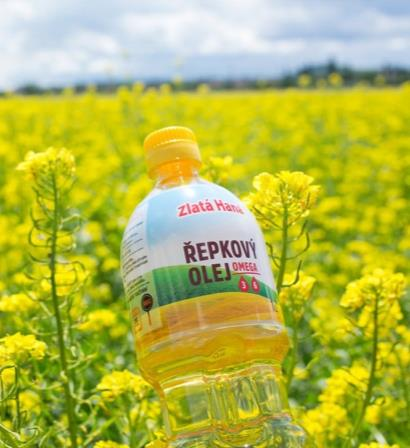 Zlatá Haná
ŘEPKOVÝ
OLEJ OMEGA
3 6